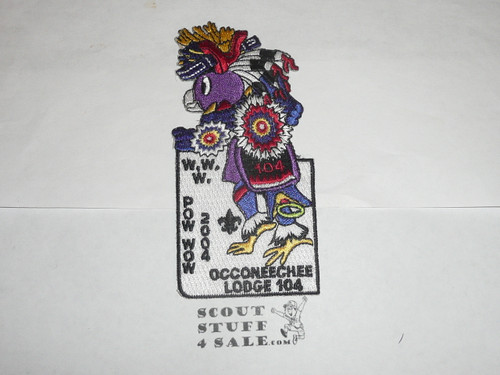 104
W.W.
W.
POW WOW
2004
OCCONEECHEE
LODGE 104
SCOUT
STUFF
4 SALE.COM